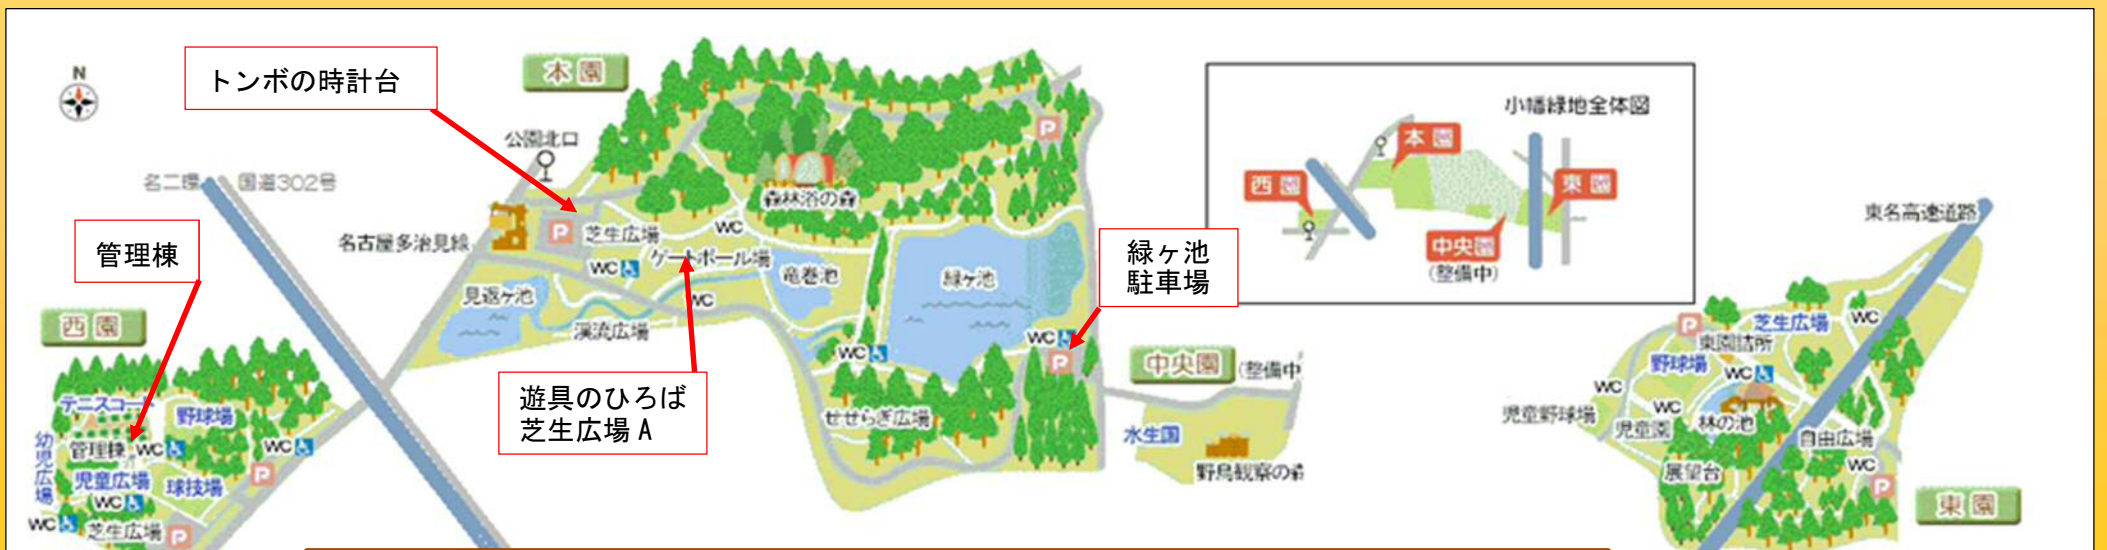 N
トンボの時計台
本園
公園北口
名二環
国道302号
名古屋多治見線
管理棟
西園
テニスコート
野球場
幼児広場
管理棟
WC
WC
児童広場
球技場
P
WC
WC
芝生広場
P
森林浴の森
P
P
芝生広場
WC
WC
ゲートボール場
竜巻池
緑ヶ池
見返ヶ池
WC
渓流広場
遊具のひろば
芝生広場A
WC
WC
P
せせらぎ広場
緑ヶ池
駐車場
中央園
(整備中
水生園
野鳥観察の森
小幡緑地全体図
本園
西園
東園
中央園
(整備中)
東名高速道路
P
芝生広場
WC
東園詰所
野球場
WC
WC
WC
児童野球場
児童園
林の池
自由広場
展望台
WC
P
東園